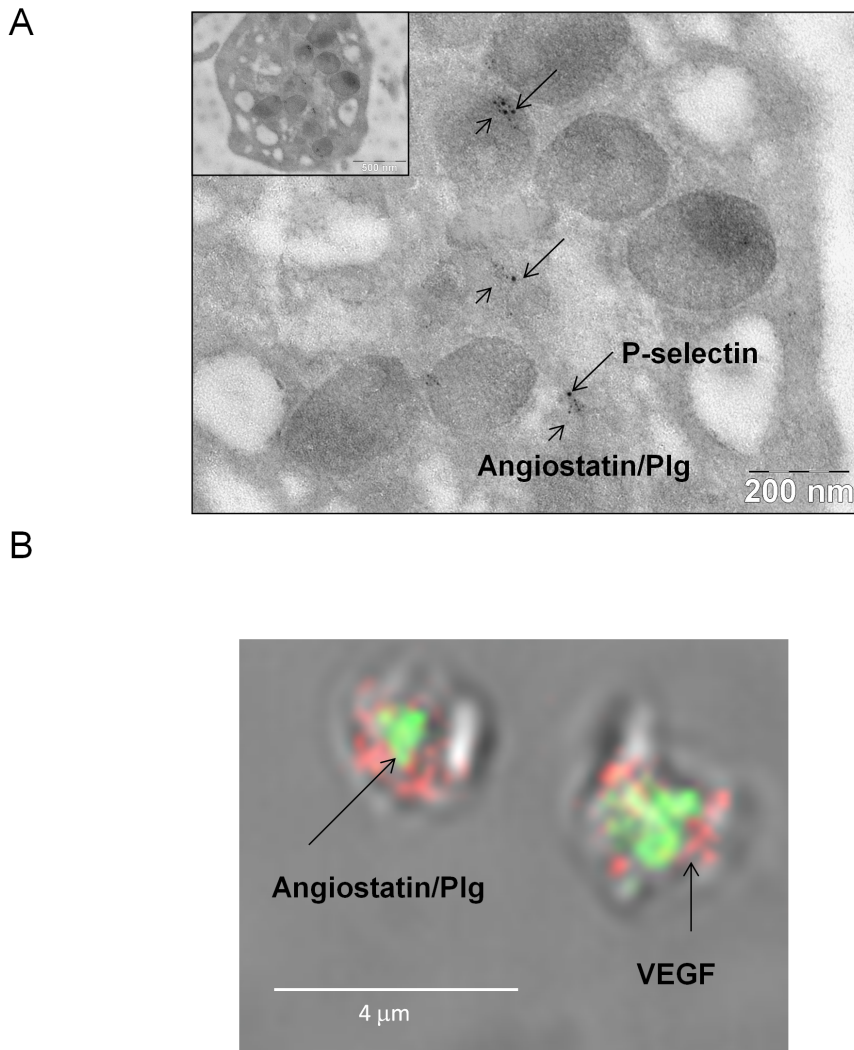 A
500 nm
P-selectin
Angiostatin/Plg
200 nm
B
Angiostatin/Plg
VEGF
4 μm